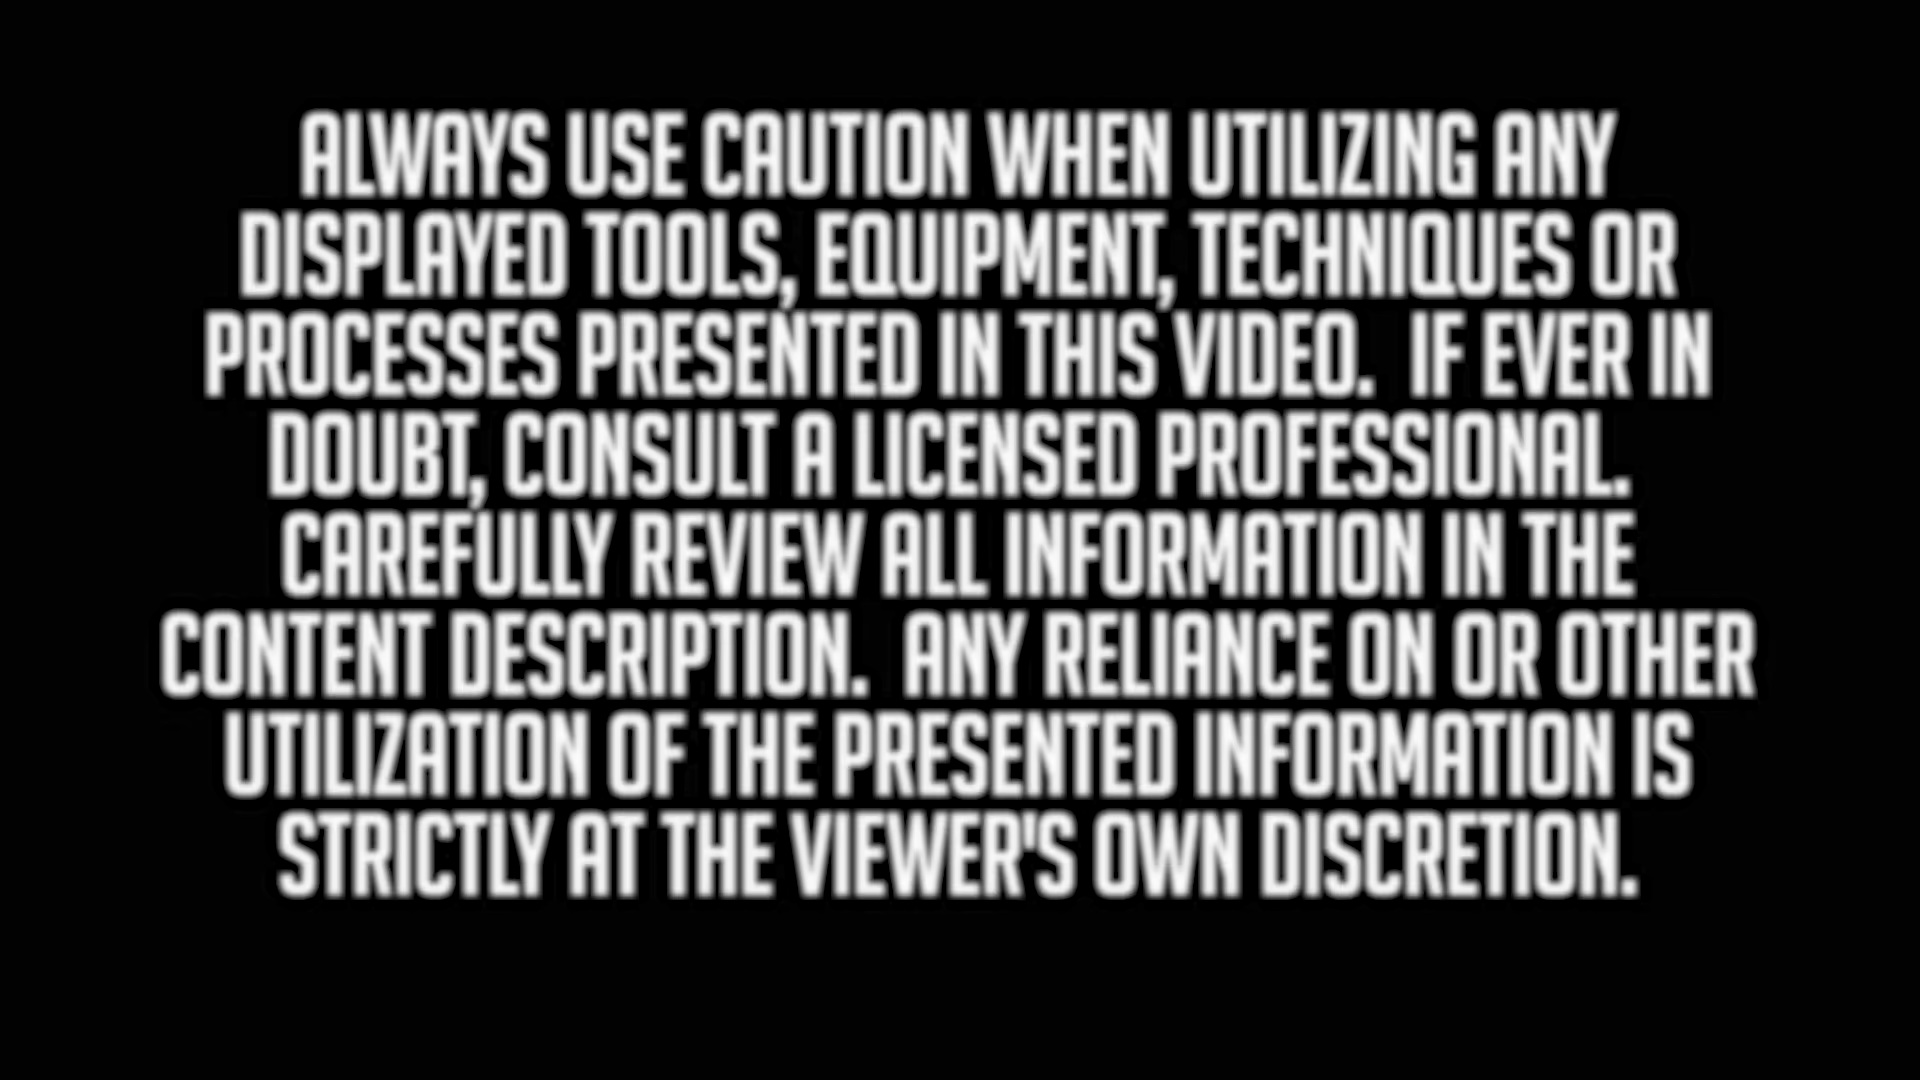 ALWAYS USE CAUTION WHEN UTILIZING ANY
DISPLAYED TOOLS, EQUIPMENT, TECHNIQUES OR
PROCESSES PRESENTED IN THIS VIDEO.  IF EVER IN
DOUBT, CONSULT A LICENSED PROFESSIONAL.
CAREFULLY REVIEW ALL INFORMATION IN THE
CONTENT DESCRIPTION.  ANY RELIANCE ON OR OTHER
UTILIZATION OF THE PRESENTED INFORMATION IS
STRICTLY AT THE VIEWER'S OWN DISCRETION.